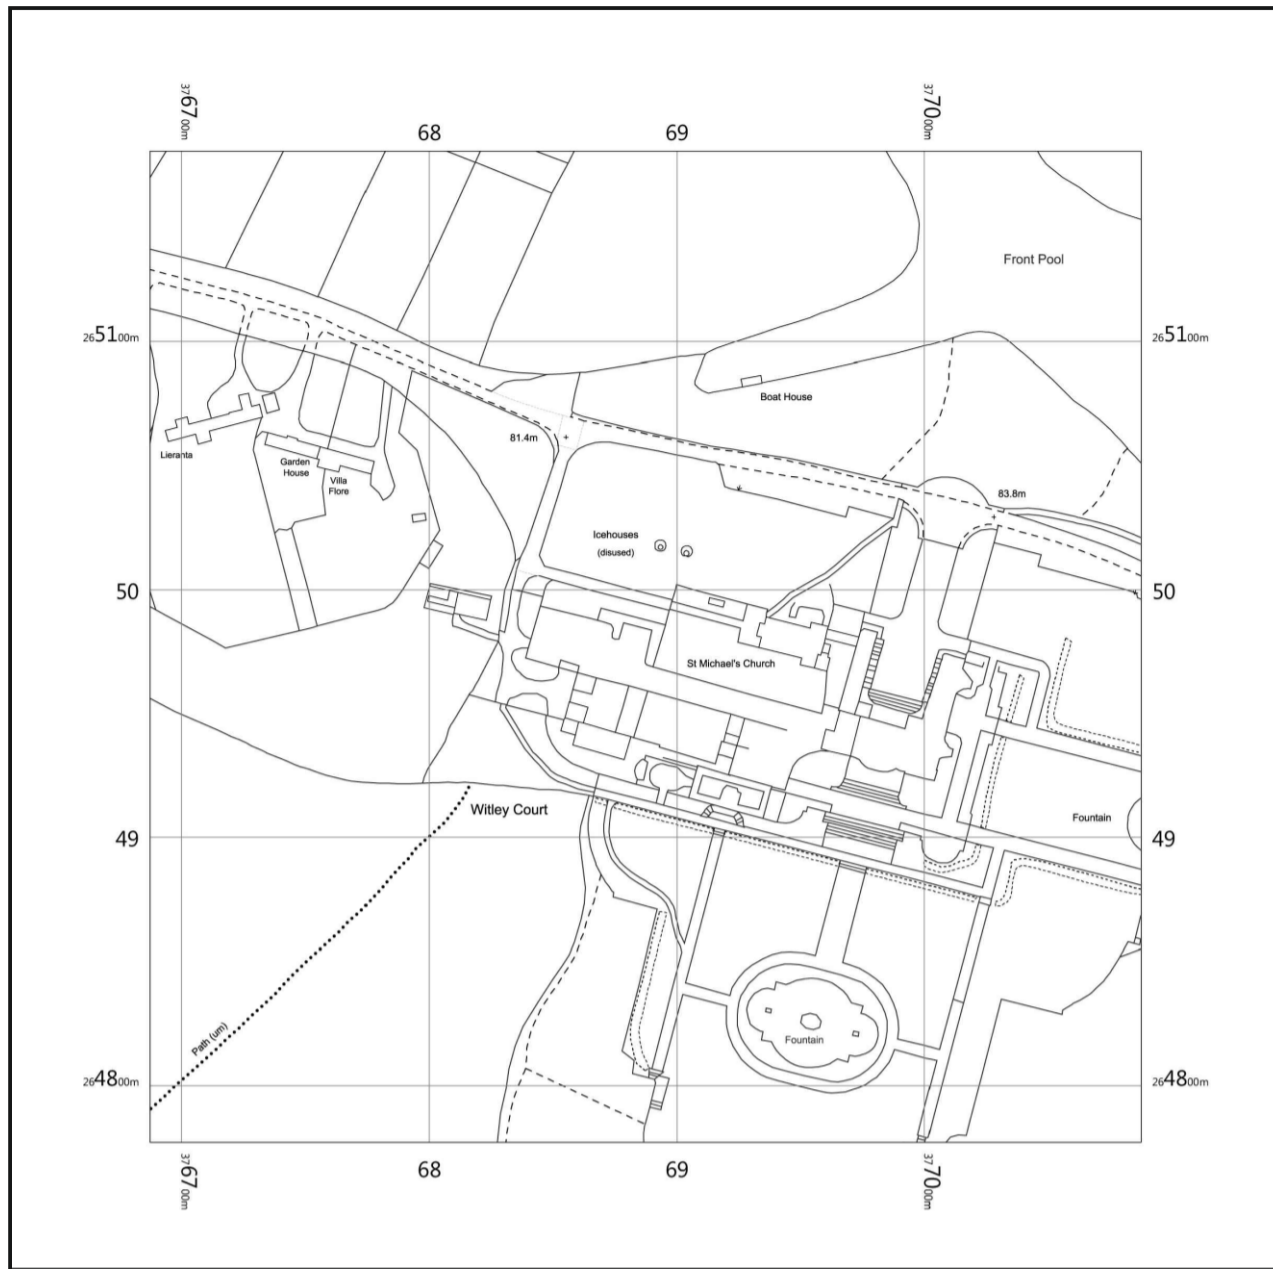 3767 00m
68
69
3770 00m
Front Pool
2651 00m
2651 00m
Boat House
81.4m
Lieranta
Garden
House
Villa
Flore
83.8m
Icehouses
(disused)
50
50
St Michael's Church
Witley Court
Fountain
49
49
Path (um)
Fountain
2648 00m
2648 00m
3767 00m
68
69
3770 00m